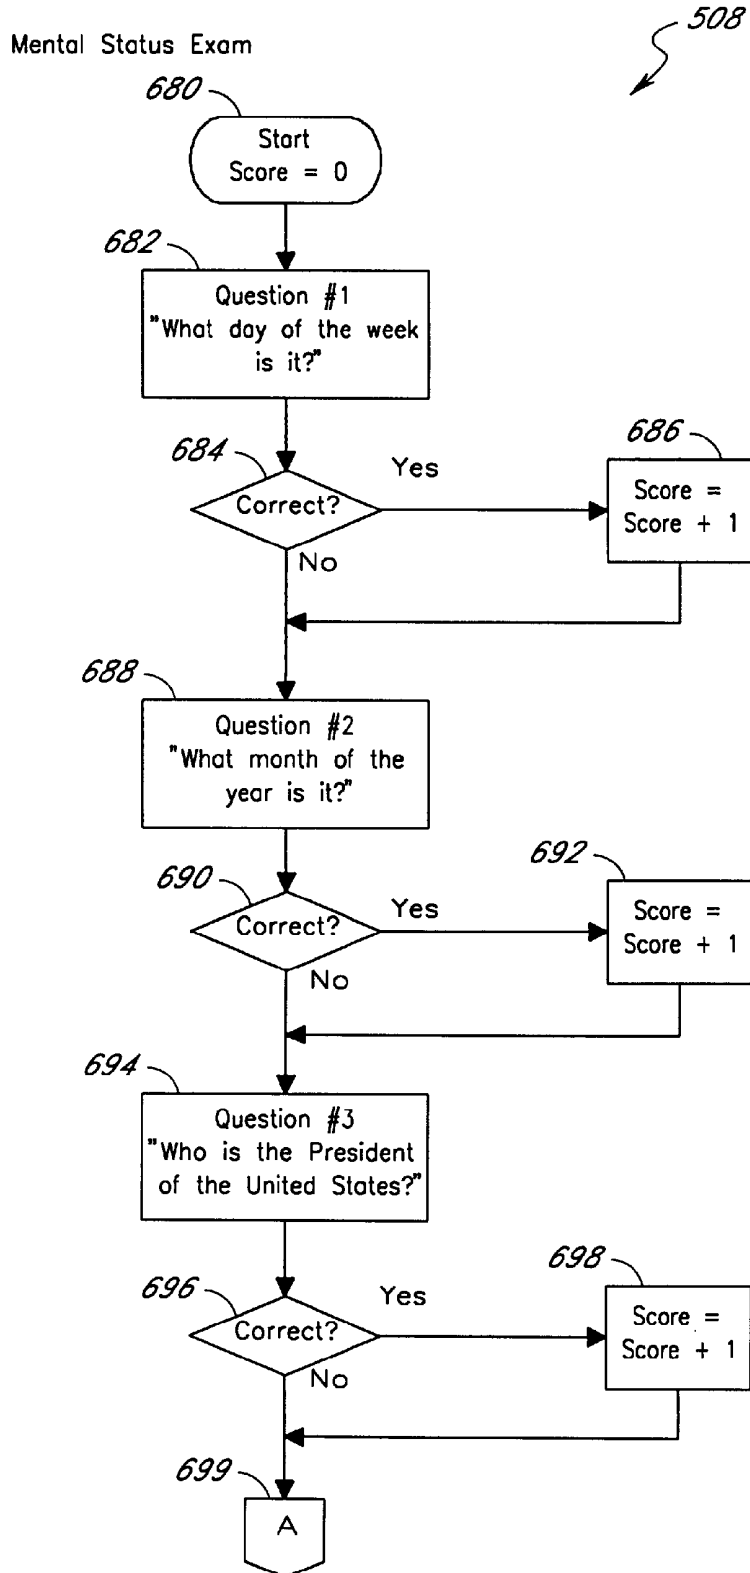 508
Mental Status Exam
680
Start
Score = 0
682
Question #1
"What day of the week
is it?"
684
Correct?
Yes
No
686
Score =
Score + 1
688
Question #2
"What month of the
year is it?"
690
Correct?
Yes
No
692
Score =
Score + 1
694
Question #3
"Who is the President
of the United States?"
696
Correct?
Yes
No
698
Score =
Score + 1
699
A